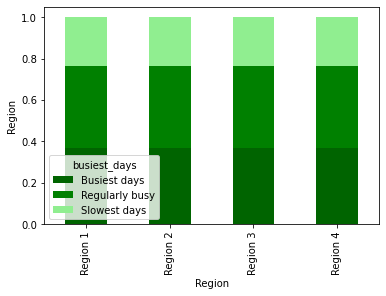 1.0
0.8
0.6
0.4
0.2
0.0
Region
busiest_days
Busiest days
Regularly busy
Slowest days
Region 1
Region 2
Region 3
Region 4
Region